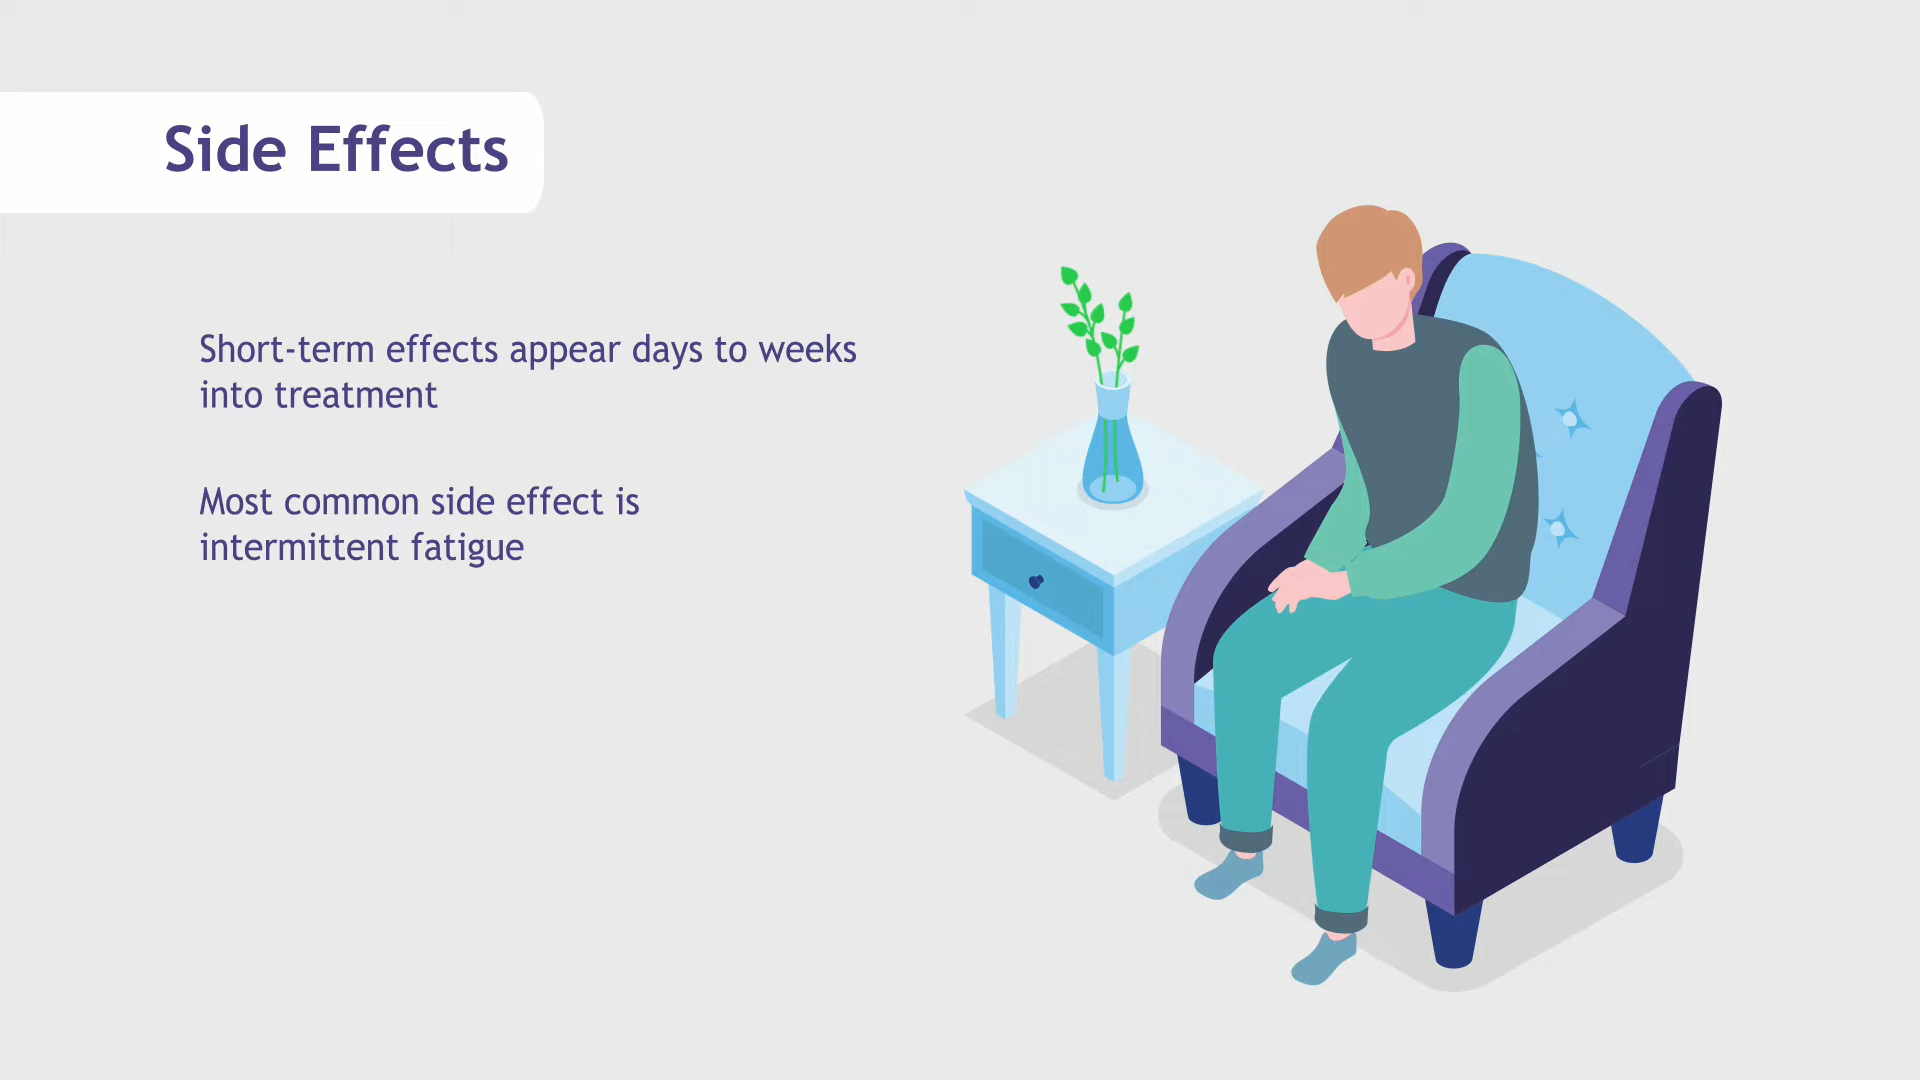 Side Effects
Short-term effects appear days to weeks
into treatment
Most common side effect is
intermittent fatigue